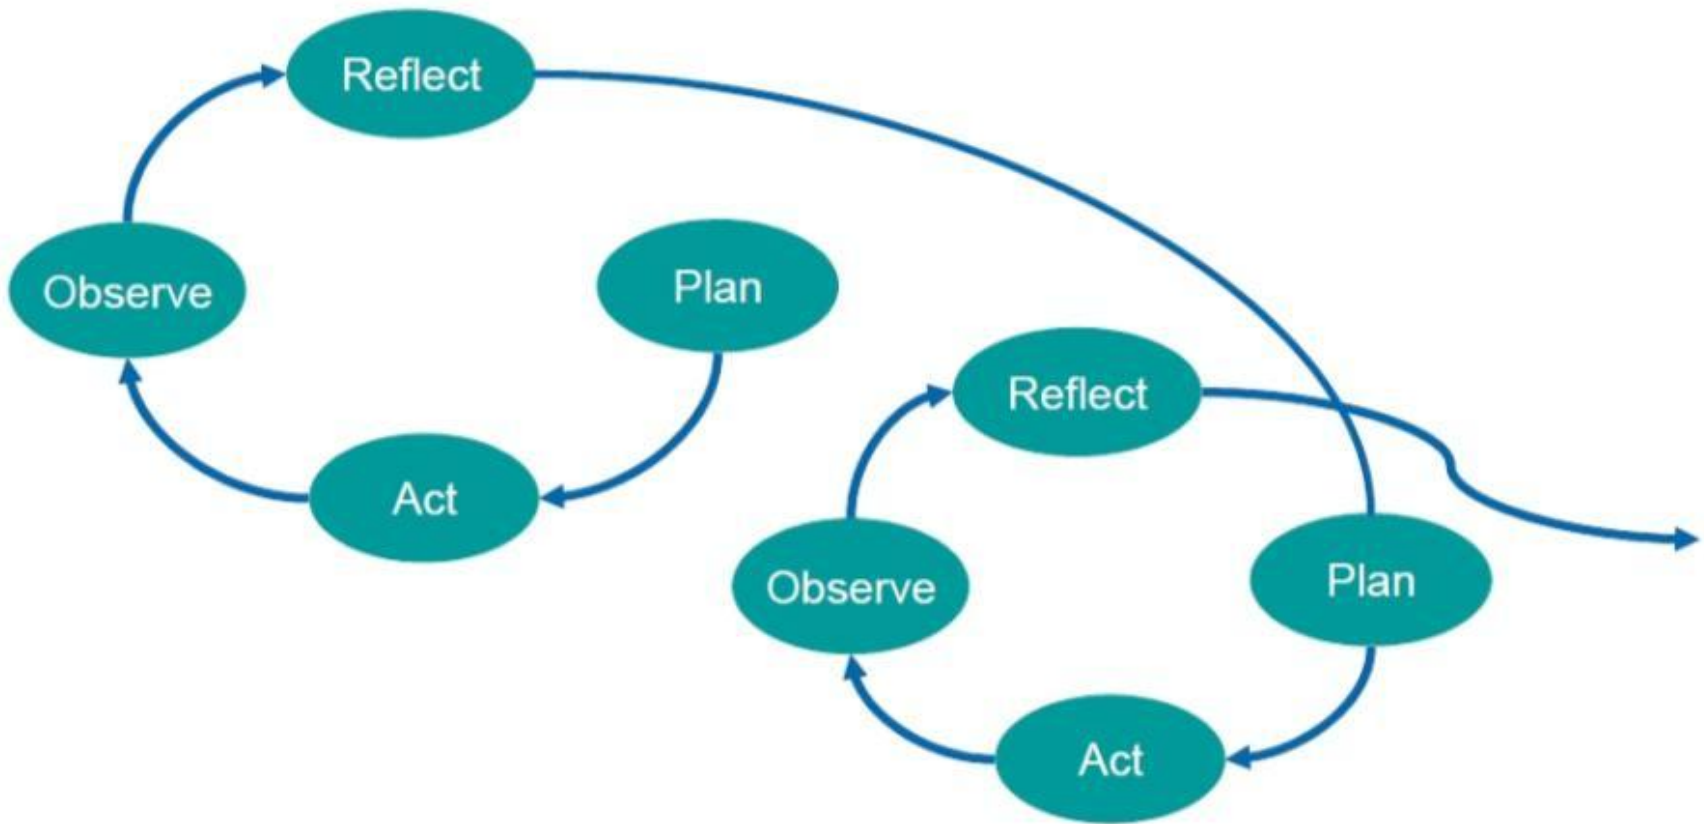 Reflect
Observe
Plan
Act
Reflect
Observe
Plan
Act